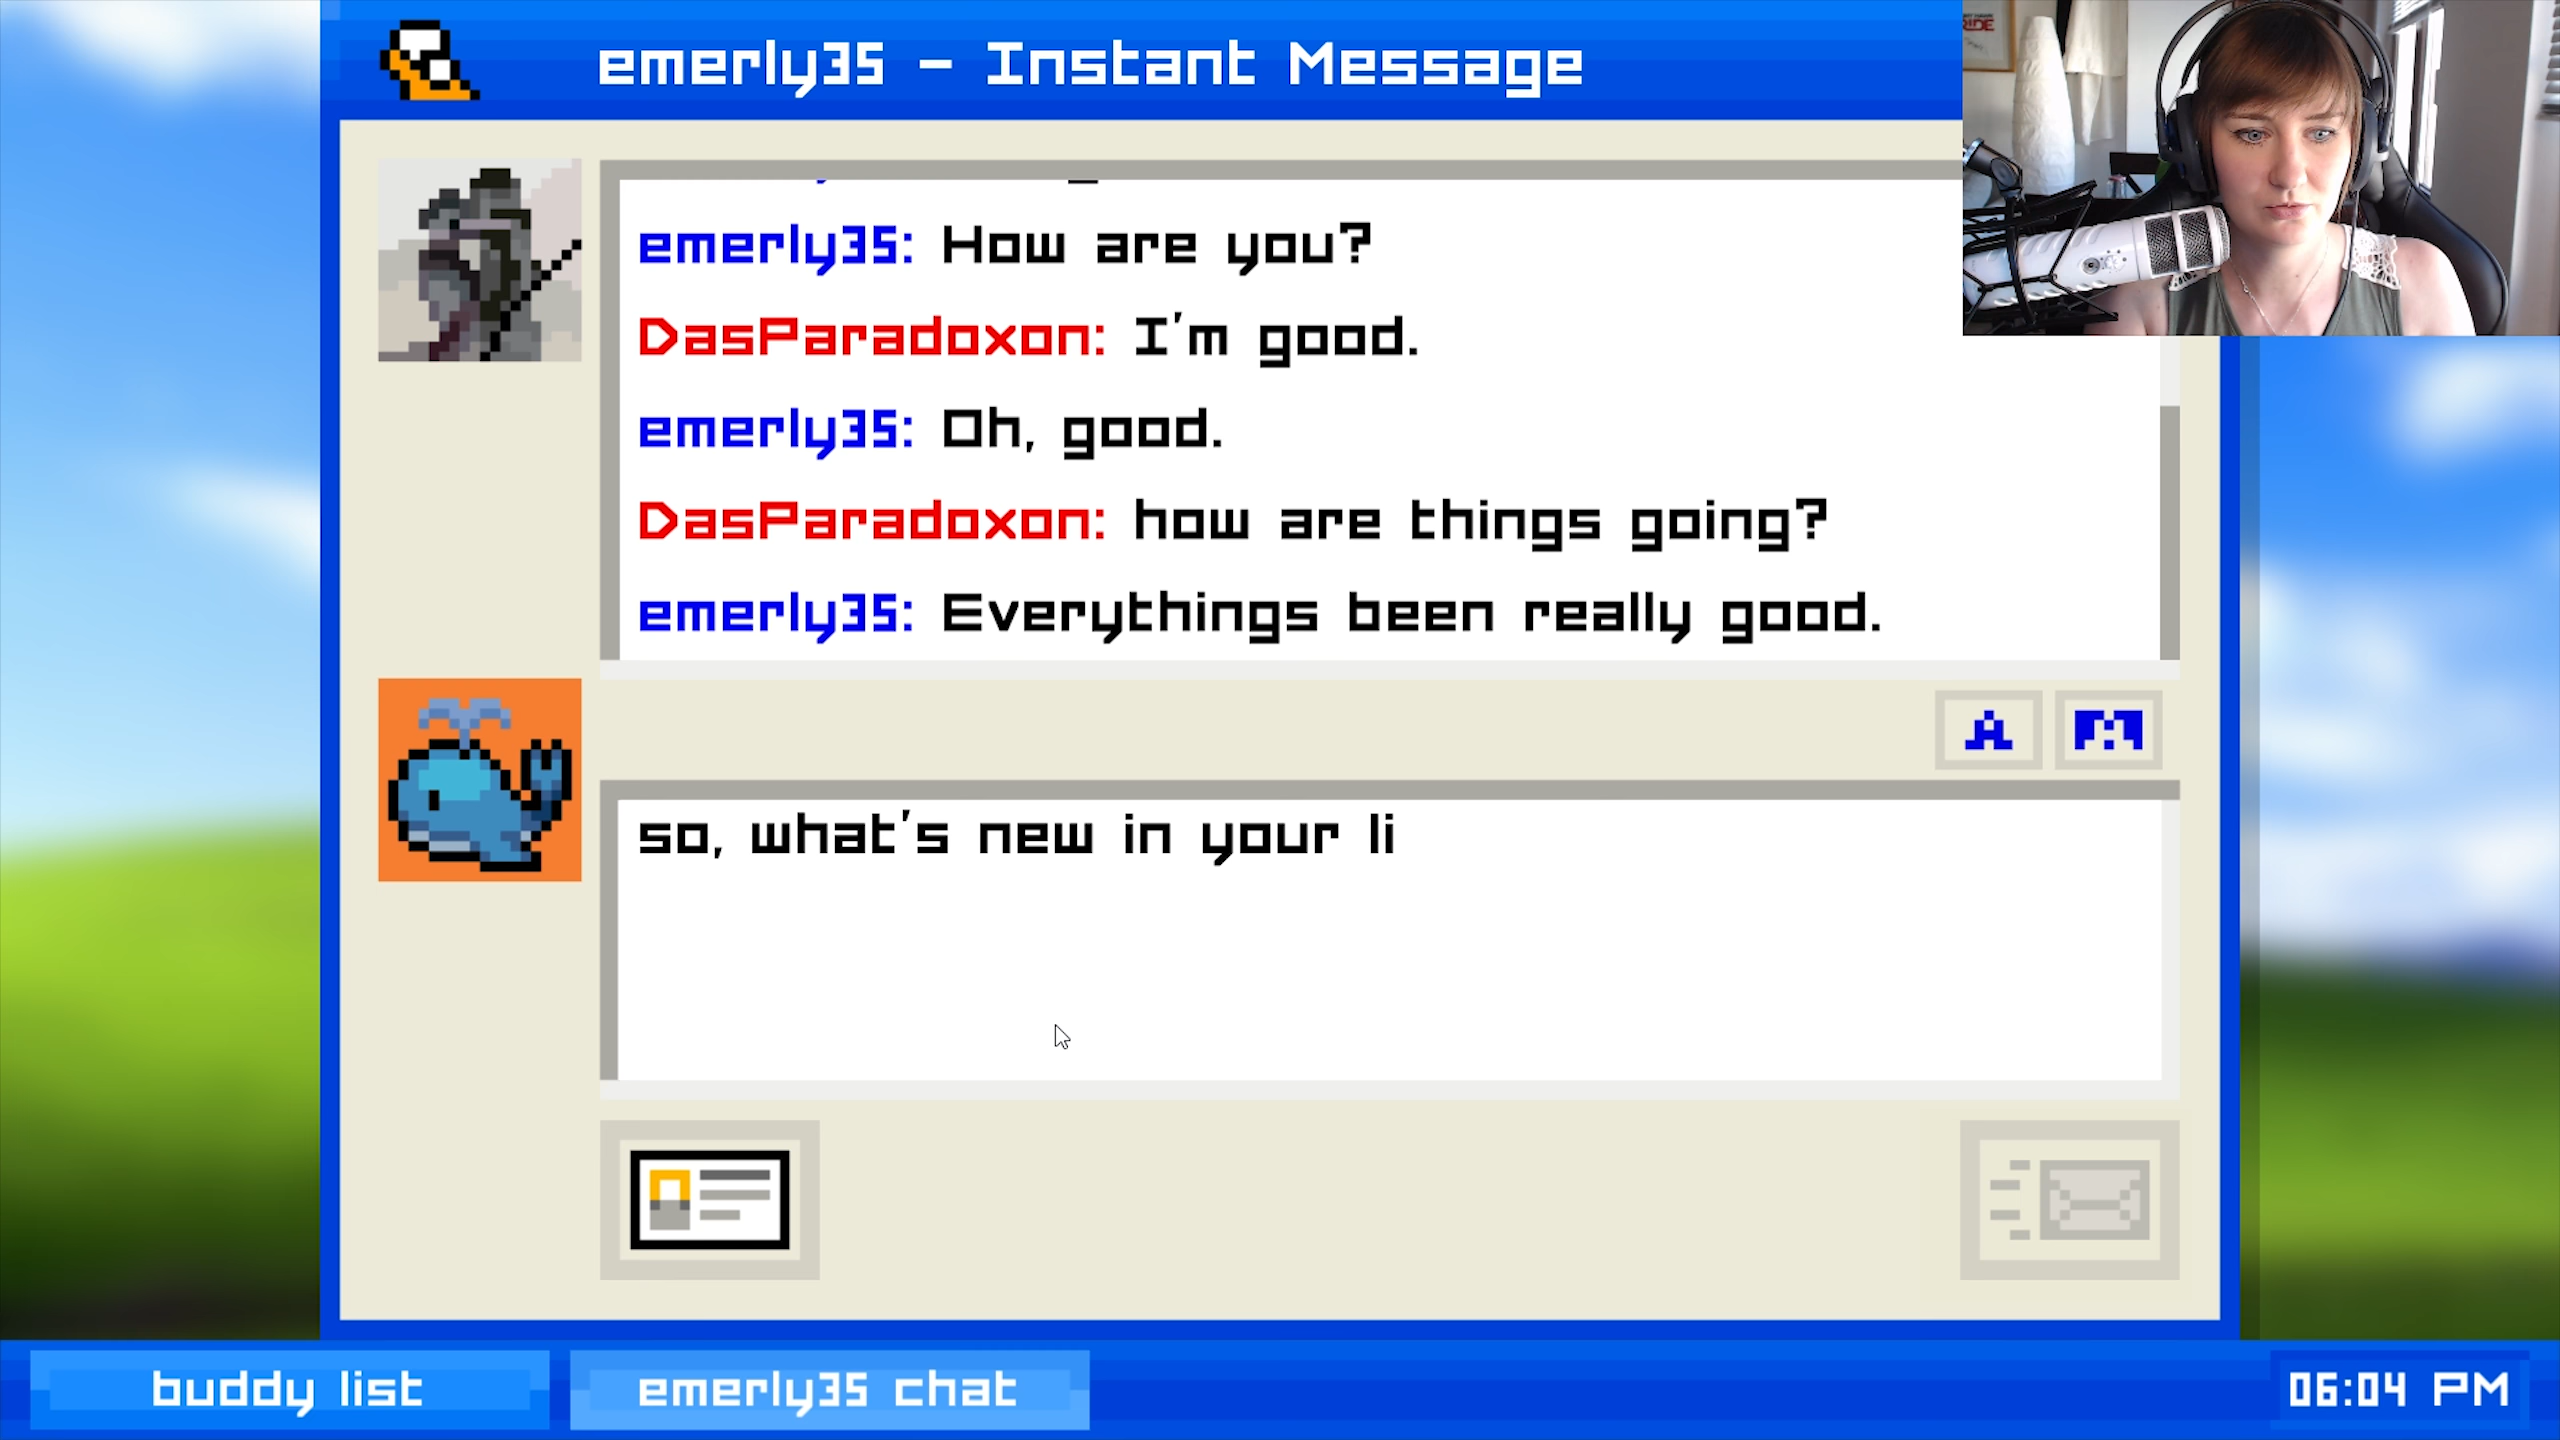 emerly35 - Instant Message
emerly35: How are you?
DasParadoxon: I'm good.
emerly35: Oh, good.
DasParadoxon: how are things going?
emerly35: Everythings been really good.
A
so, what's new in your li
buddy list
emerly35 chat
06:04 PM
RIDE